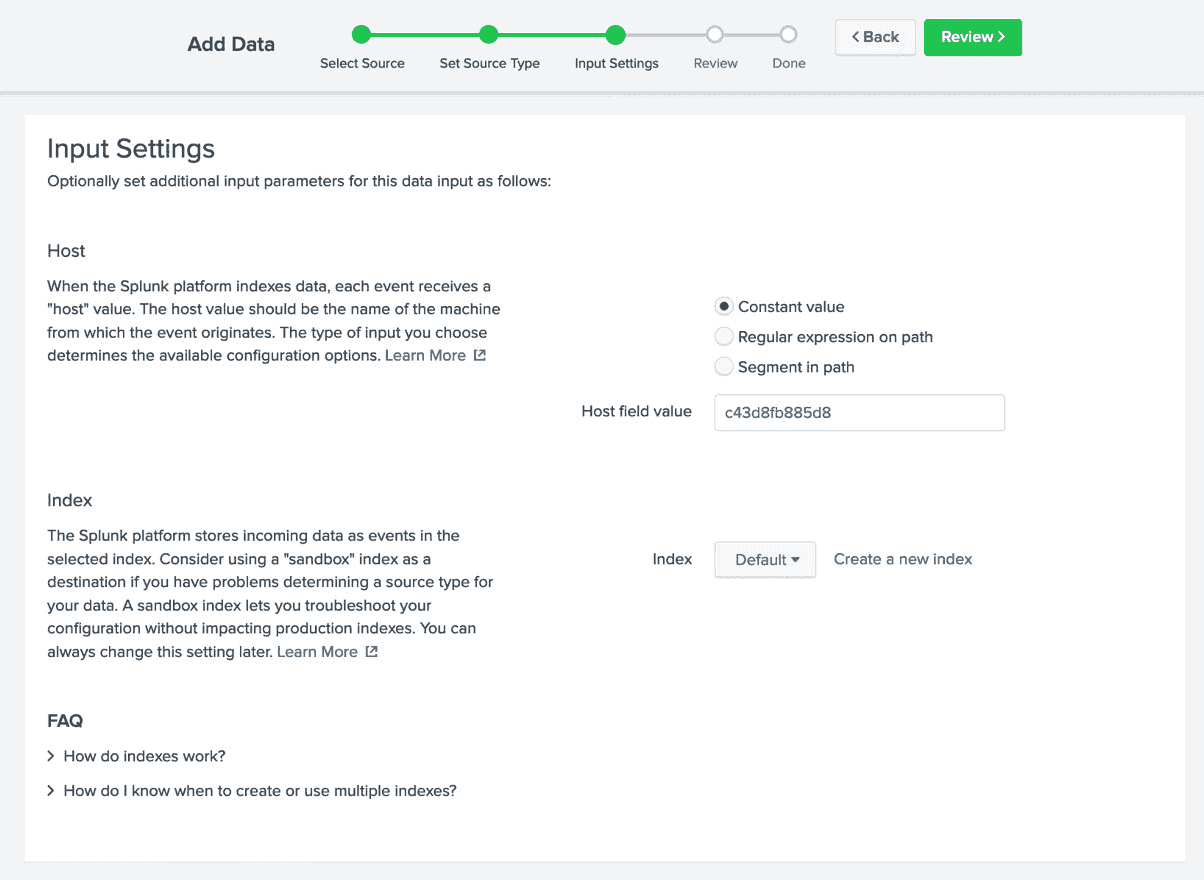 Add Data
Select Source
Set Source Type
Input Settings
Review
Done
Back
Review
Input Settings
Optionally set additional input parameters for this data input as follows:
Host
When the Splunk platform indexes data, each event receives a
"host" value. The host value should be the name of the machine
from which the event originates. The type of input you choose
determines the available configuration options. Learn More
Constant value
Regular expression on path
Segment in path
Host field value
c43d8fb885d8
Index
The Splunk platform stores incoming data as events in the
selected index. Consider using a "sandbox" index as a
destination if you have problems determining a source type for
your data. A sandbox index lets you troubleshoot your
configuration without impacting production indexes. You can
always change this setting later. Learn More
Index
Default
Create a new index
FAQ
How do indexes work?
How do I know when to create or use multiple indexes?